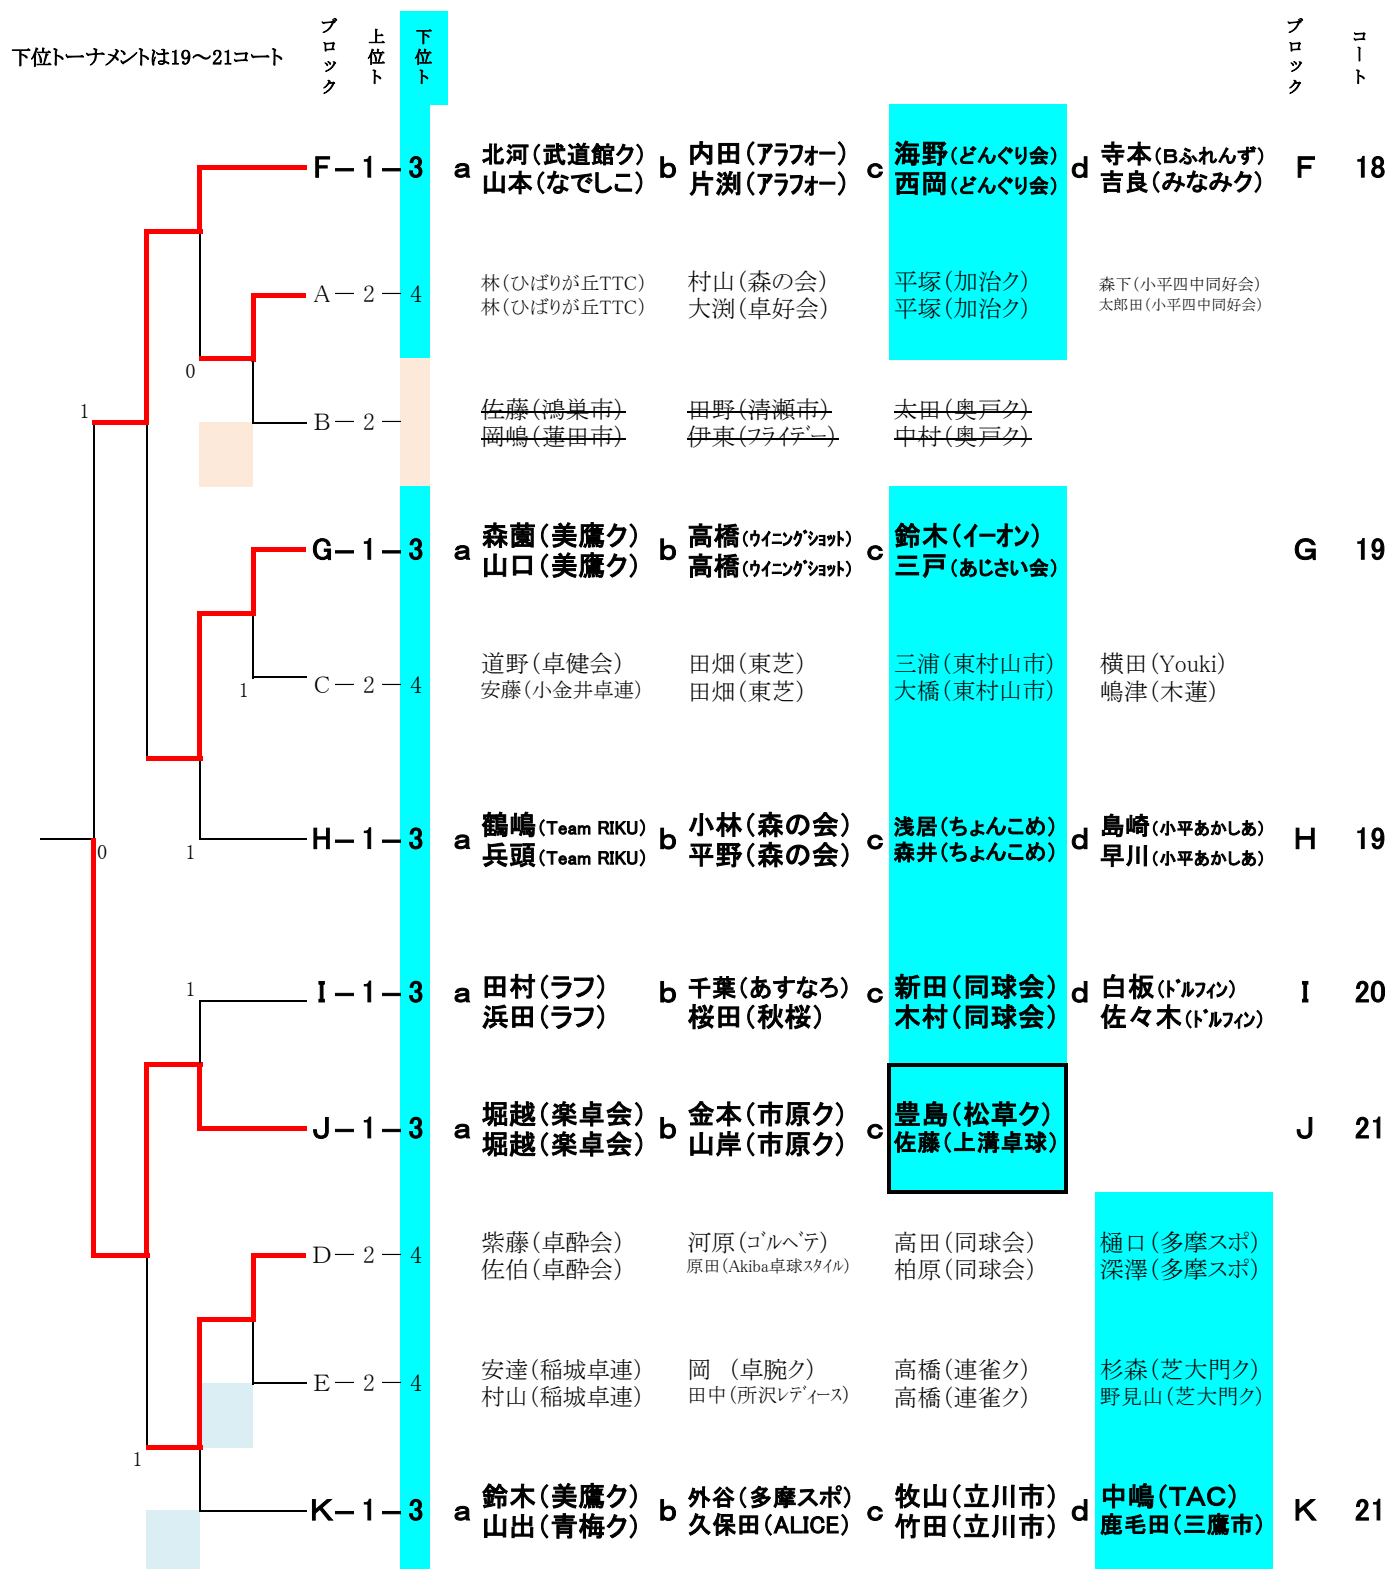 下位トーナメントは19～21コート ブロック 上位ト 下位ト ブロック コート
F－1－3 a 北河（武道館ク） b 内田（アラフォー） c 海野（どんぐり会） d 寺本（Bふれんず） F 18
山本（なでしこ） 片渕（アラフォー） 西岡（どんぐり会） 吉良（みなみク）
A－2－4 林（ひばりが丘TTC） 村山（森の会） 平塚（加治ク） 森下（小平四中同好会）
林（ひばりが丘TTC） 大渕（卓好会） 平塚（加治ク） 太郎田（小平四中同好会）
0
1
B－2－ 佐藤（鴻巣市） 田野（清瀬市） 太田（奥戸ク）
岡嶋（蓮田市） 伊東（フライデー） 中村（奥戸ク）
G－1－3 a 森薗（美鷹ク） b 高橋（ウイニングショット） c 鈴木（イーオン） G 19
山口（美鷹ク） 高橋（ウイニングショット） 三戸（あじさい会）
1 C－2－4 道野（卓健会） 田畑（東芝） 三浦（東村山市） 横田（Youki）
安藤（小金井卓連） 田畑（東芝） 大橋（東村山市） 嶋津（木蓮）
H－1－3 a 鶴嶋（Team RIKU） b 小林（森の会） c 浅居（ちょんこめ） d 島崎（小平あかしあ） H 19
兵頭（Team RIKU） 平野（森の会） 森井（ちょんこめ） 早川（小平あかしあ）
0 1
1 I－1－3 a 田村（ラフ） b 千葉（あすなろ） c 新田（同球会） d 白板（ドルフィン） I 20
浜田（ラフ） 桜田（秋桜） 木村（同球会） 佐々木（ドルフィン）
J－1－3 a 堀越（楽卓会） b 金本（市原ク） c 豊島（松草ク） J 21
堀越（楽卓会） 山岸（市原ク） 佐藤（上溝卓球）
D－2－4 紫藤（卓酔会） 河原（ゴルベテ） 高田（同球会） 樋口（多摩スポ）
佐伯（卓酔会） 原田（Akiba卓球スタイル） 柏原（同球会） 深澤（多摩スポ）
E－2－4 安達（稲城卓連） 岡　（卓腕ク） 高橋（連雀ク） 杉森（芝大門ク）
村山（稲城卓連） 田中（所沢レディース） 高橋（連雀ク） 野見山（芝大門ク）
1
K－1－3 a 鈴木（美鷹ク） b 外谷（多摩スポ） c 牧山（立川市） d 中嶋（TAC） K 21
山出（青梅ク） 久保田（ALICE） 竹田（立川市） 鹿毛田（三鷹市）